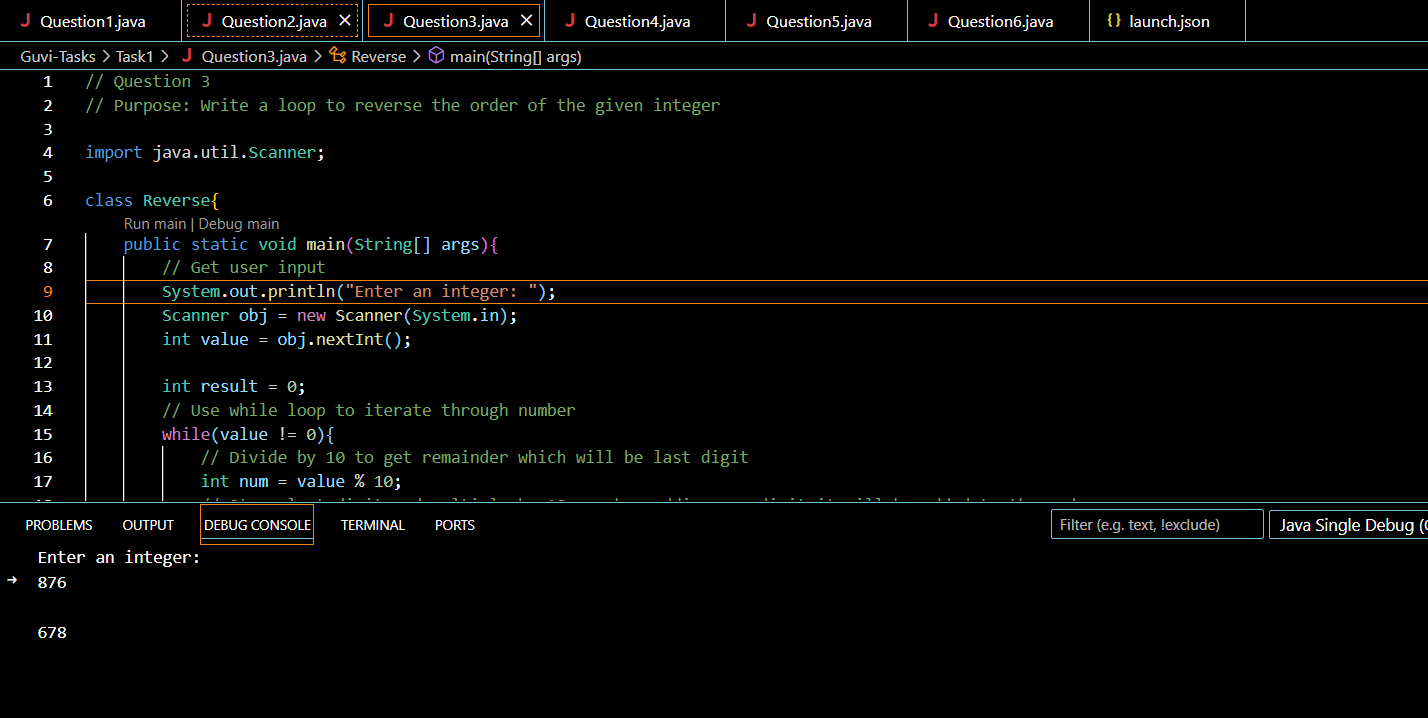 Question1.java Question2.java Question3.java Question4.java Question5.java Question6.java {} launch.json
Guvi-Tasks > Task1 > Question3.java > Reverse > main(String[] args)
1 // Question 3
2 // Purpose: Write a loop to reverse the order of the given integer
3
4 import java.util.Scanner;
5
6 class Reverse{
Run main | Debug main
7 public static void main(String[] args){
8 // Get user input
9 System.out.println("Enter an integer: ");
10 Scanner obj = new Scanner(System.in);
11 int value = obj.nextInt();
12
13 int result = 0;
14 // Use while loop to iterate through number
15 while(value != 0){
16 // Divide by 10 to get remainder which will be last digit
17 int num = value % 10;
PROBLEMS OUTPUT DEBUG CONSOLE TERMINAL PORTS Filter (e.g. text, !exclude) Java Single Debug (
Enter an integer:
876
678